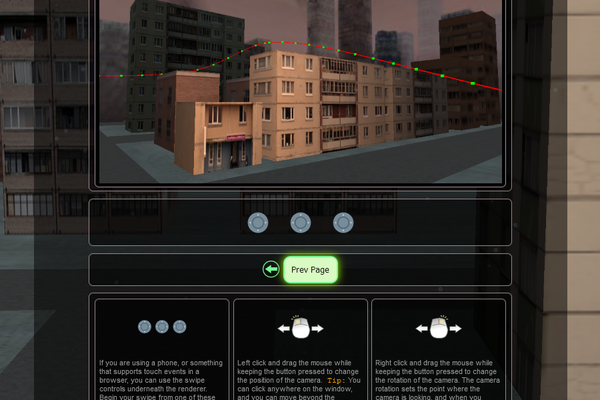 Prev Page
If you are using a phone, or something
that supports touch events in a
browser, you can use the swipe
controls underneath the renderer.
Begin your swipe from one of these
Left click and drag the mouse while
keeping the button pressed to change
the position of the camera. Tip: You
can click anywhere on the window,
and you can move beyond the
Right click and drag the mouse while
keeping the button pressed to change
the rotation of the camera. The camera
rotation sets the point where the
camera is looking, and when you